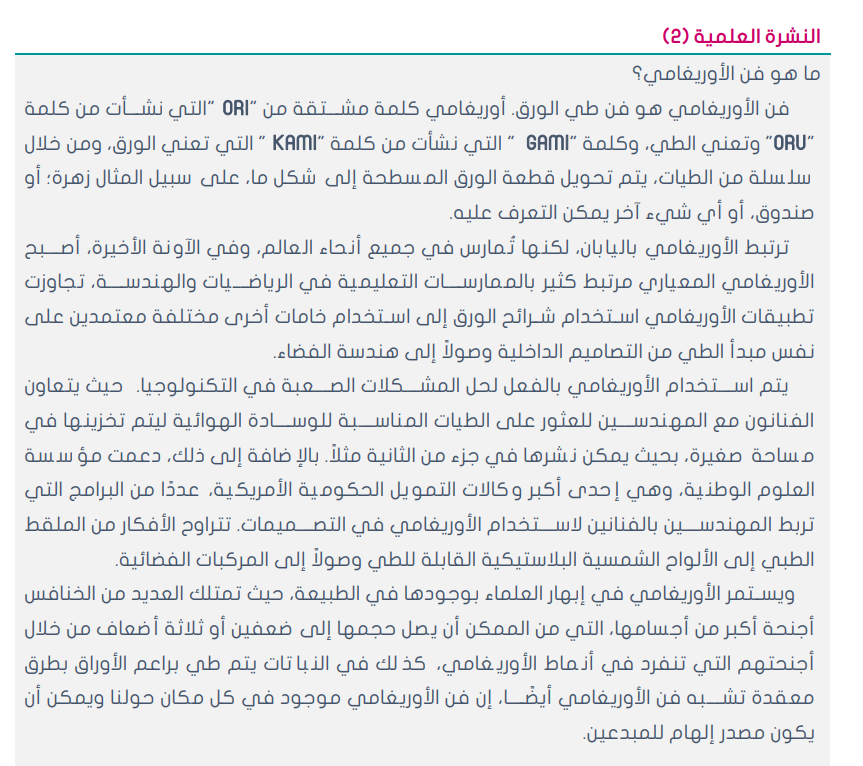 النشرة العلمية (2)
ما هو فن الأوريغامي؟
فن الأوريغامي هو فن طي الورق. أوريغامي كلمة مشتقة من "ORI "التي نشأت من كلمة
"ORU" وتعني الطي، وكلمة "GAMI " التي نشأت من كلمة "KAMI " التي تعني الورق، ومن خلال
سلسلة من الطيات، يتم تحويل قطعة الورق المسطحة إلى شكل ما، على سبيل المثال زهرة؛ أو
صندوق، أو أي شيء آخر يمكن التعرف عليه.
ترتبط الأوريغامي باليابان، لكنها تُمارس في جميع أنحاء العالم، وفي الآونة الأخيرة، أصبح
الأوريغامي المعياري مرتبط كثير بالممارسات التعليمية في الرياضيات والهندسة، تجاوزت
تطبيقات الأوريغامي استخدام شرائح الورق إلى استخدام خامات أخرى مختلفة معتمدين على
نفس مبدأ الطي من التصاميم الداخلية وصولاً إلى هندسة الفضاء.
يتم استخدام الأوريغامي بالفعل لحل المشكلات الصعبة في التكنولوجيا. حيث يتعاون
الفنانون مع المهندسين للعثور على الطيات المناسبة للوسادة الهوائية ليتم تخزينها في
مساحة صغيرة، بحيث يمكن نشرها في جزء من الثانية مثلاً. بالإضافة إلى ذلك، دعمت مؤسسة
العلوم الوطنية، وهي إحدى أكبر وكالات التمويل الحكومية الأمريكية، عددًا من البرامج التي
تربط المهندسين بالفنانين لاستخدام الأوريغامي في التصميمات. تتراوح الأفكار من الملقط
الطبي إلى الألواح الشمسية البلاستيكية القابلة للطي وصولاً إلى المركبات الفضائية.
ويستمر الأوريغامي في إبهار العلماء بوجودها في الطبيعة، حيث تمتلك العديد من الخنافس
أجنحة أكبر من أجسامها، التي من الممكن أن يصل حجمها إلى ضعفين أو ثلاثة أضعاف من خلال
أجنحتهم التي تنفرد في أنماط الأوريغامي، كذلك في النباتات يتم طي براعم الأوراق بطرق
معقدة تشبه فن الأوريغامي أيضًا، إن فن الأوريغامي موجود في كل مكان حولنا ويمكن أن
يكون مصدر إلهام للمبدعين.